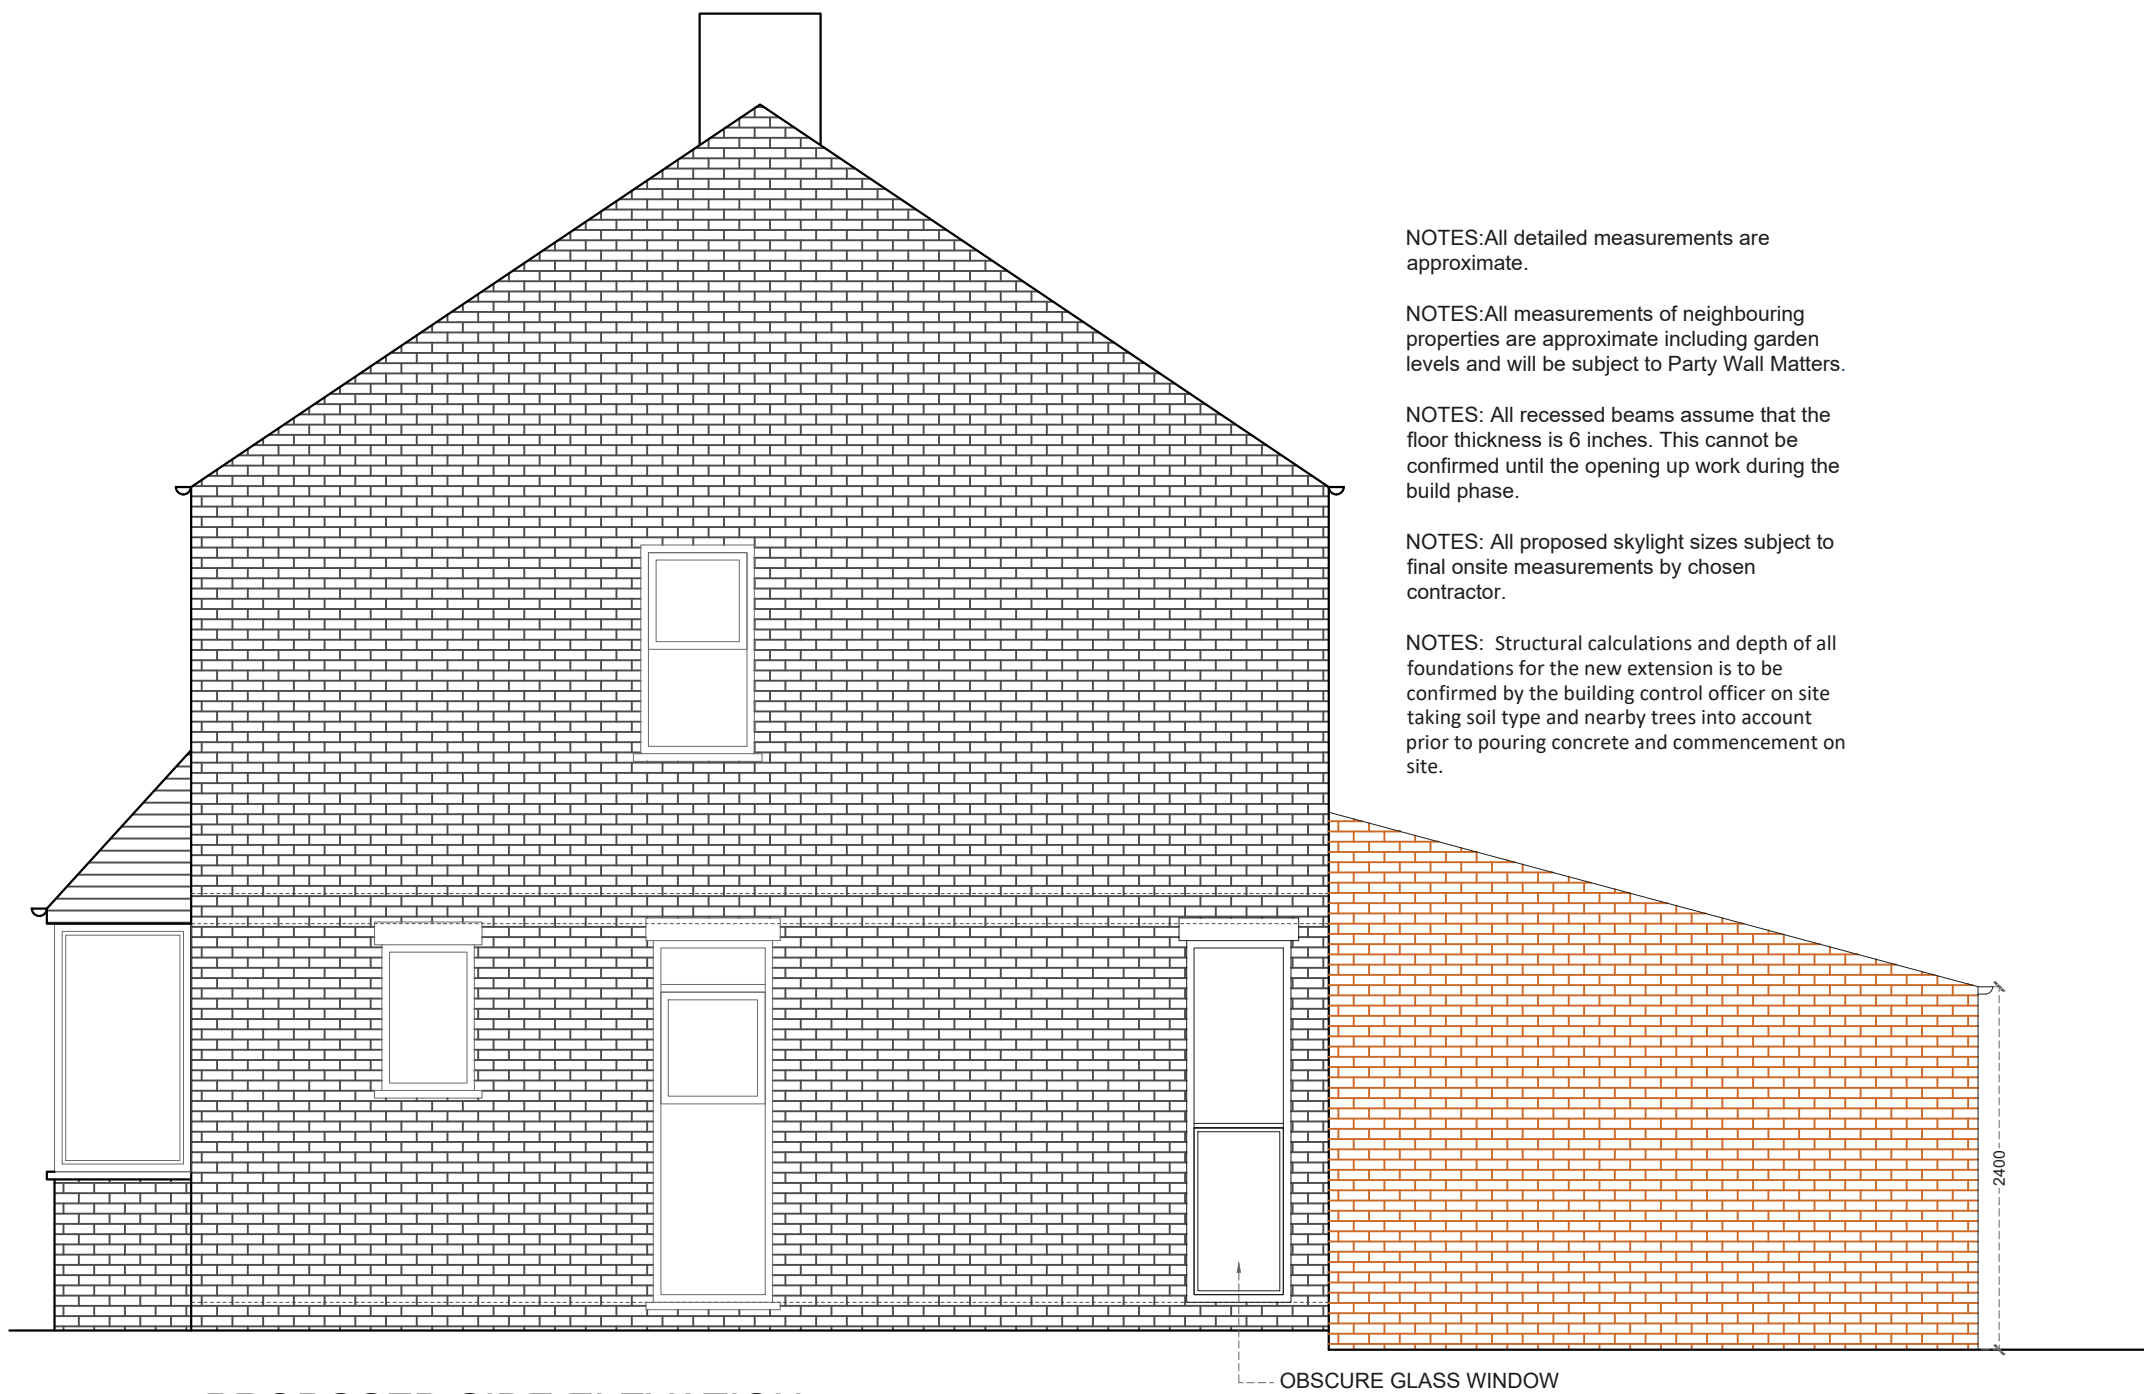 NOTES:All detailed measurements are
approximate.
NOTES:All measurements of neighbouring
properties are approximate including garden
levels and will be subject to Party Wall Matters.
NOTES: All recessed beams assume that the
floor thickness is 6 inches. This cannot be
confirmed until the opening up work during the
build phase.
NOTES: All proposed skylight sizes subject to
final onsite measurements by chosen
contractor.
NOTES: Structural calculations and depth of all
foundations for the new extension is to be
confirmed by the building control officer on site
taking soil type and nearby trees into account
prior to pouring concrete and commencement on
site.
2400
OBSCURE GLASS WINDOW
PROPOSED SIDE ELEVATION